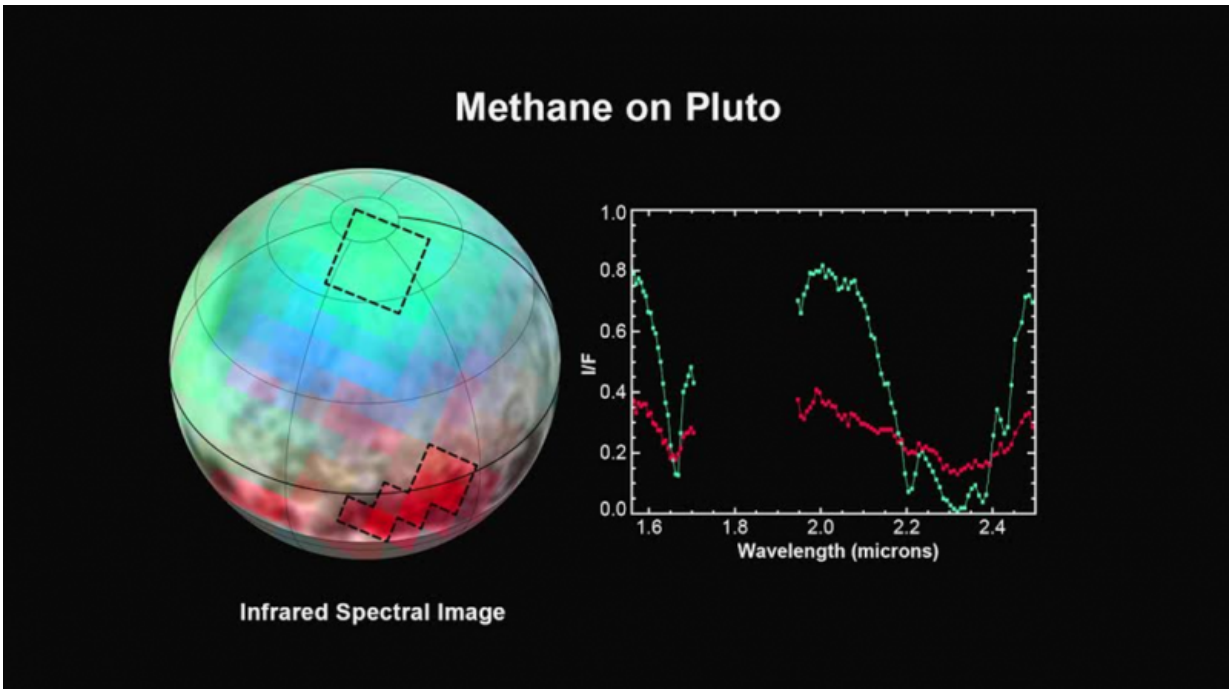 Methane on Pluto
1.0
0.8
0.6
0.4
0.2
0.0
I/F
1.6 1.8 2.0 2.2 2.4
Wavelength (microns)
Infrared Spectral Image